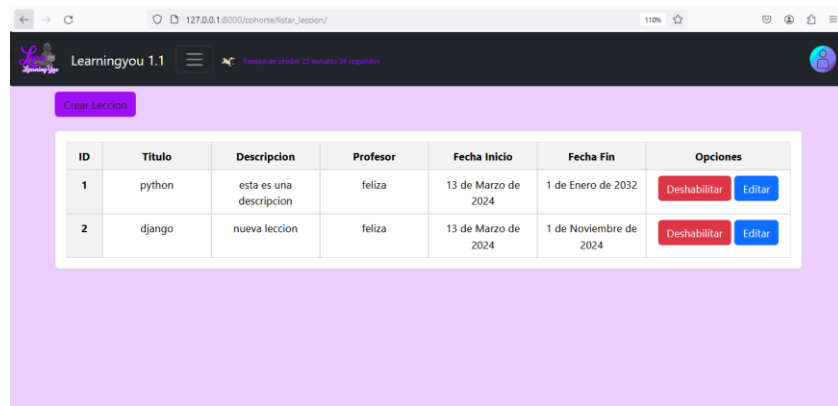 127.0.0.1:8000/cohorte/listar_leccion/
110%
Learningyou 1.1
Tiempo de sesión: 23 minutos 34 segundos
Crear Leccion
ID Titulo Descripcion Profesor Fecha Inicio Fecha Fin Opciones
1 python esta es una descripcion feliza 13 de Marzo de 2024 1 de Enero de 2032 Deshabilitar Editar
2 django nueva leccion feliza 13 de Marzo de 2024 1 de Noviembre de 2024 Deshabilitar Editar